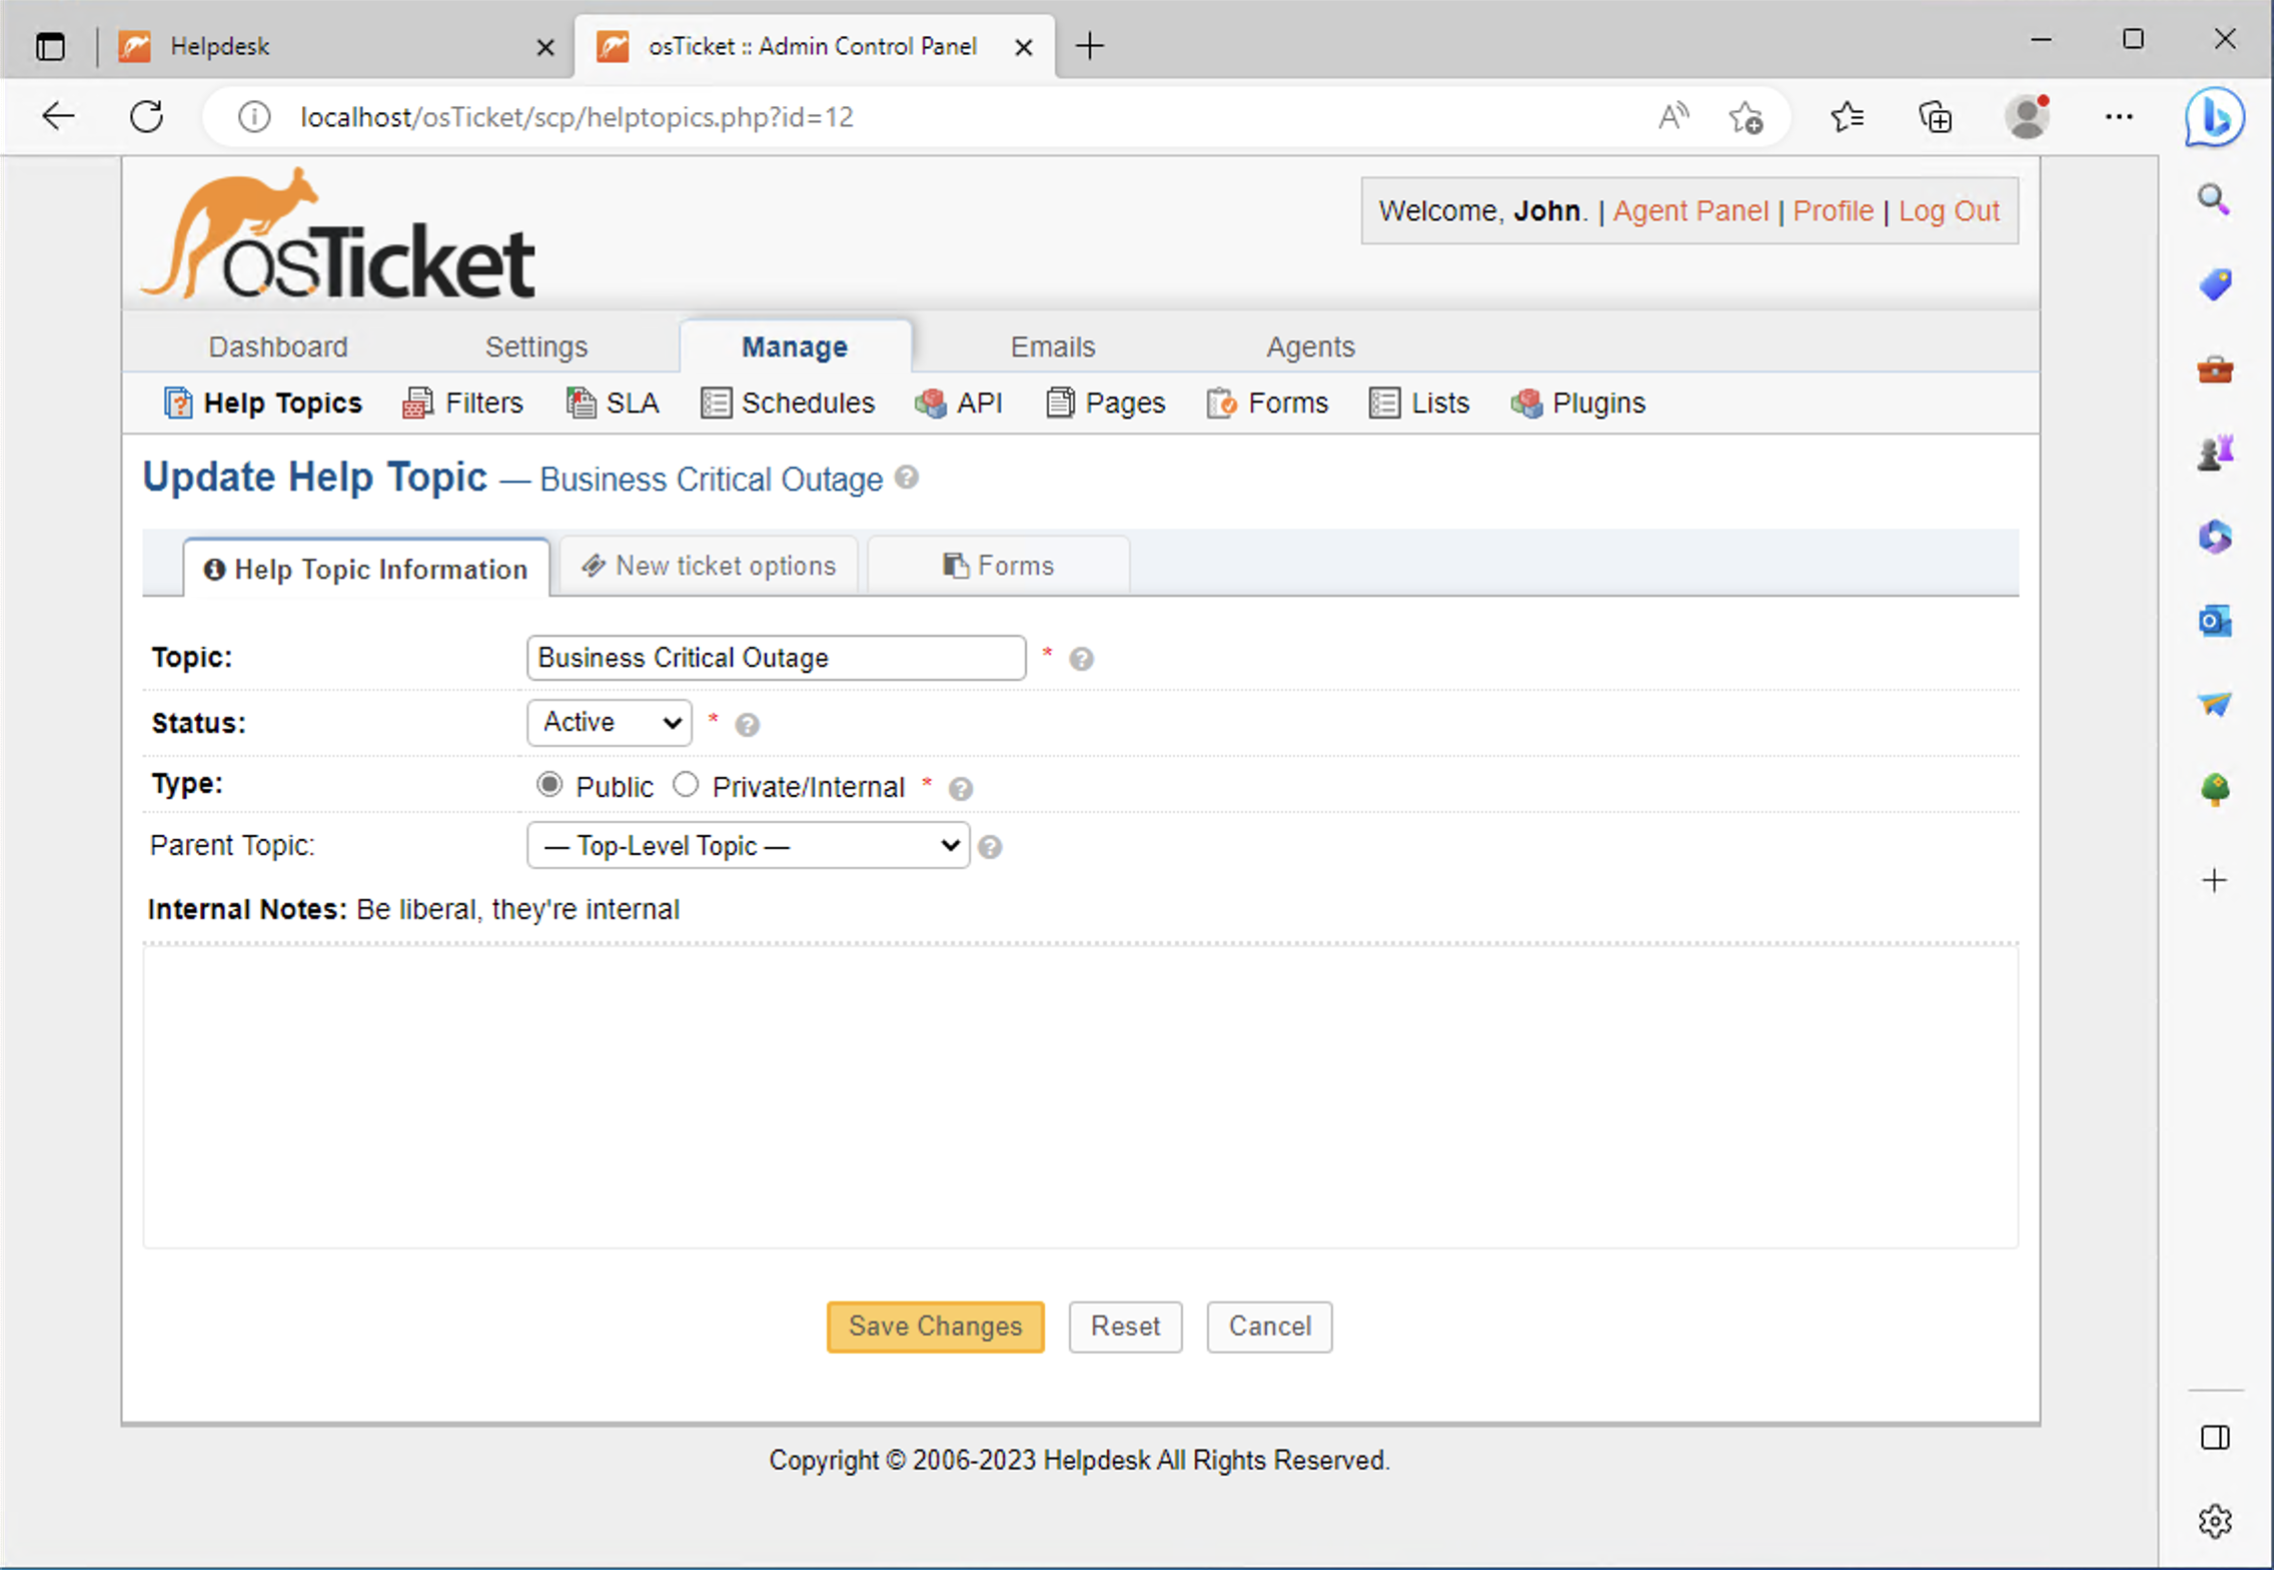 Helpdesk
osTicket :: Admin Control Panel
localhost/osTicket/scp/helptopics.php?id=12
osTicket
Welcome, John. | Agent Panel | Profile | Log Out
Dashboard Settings Manage Emails Agents
Help Topics Filters SLA Schedules API Pages Forms Lists Plugins
Update Help Topic — Business Critical Outage
Help Topic Information New ticket options Forms
Topic: Business Critical Outage *
Status: Active *
Type: Public Private/Internal *
Parent Topic: — Top-Level Topic —
Internal Notes: Be liberal, they're internal
Save Changes Reset Cancel
Copyright © 2006-2023 Helpdesk All Rights Reserved.